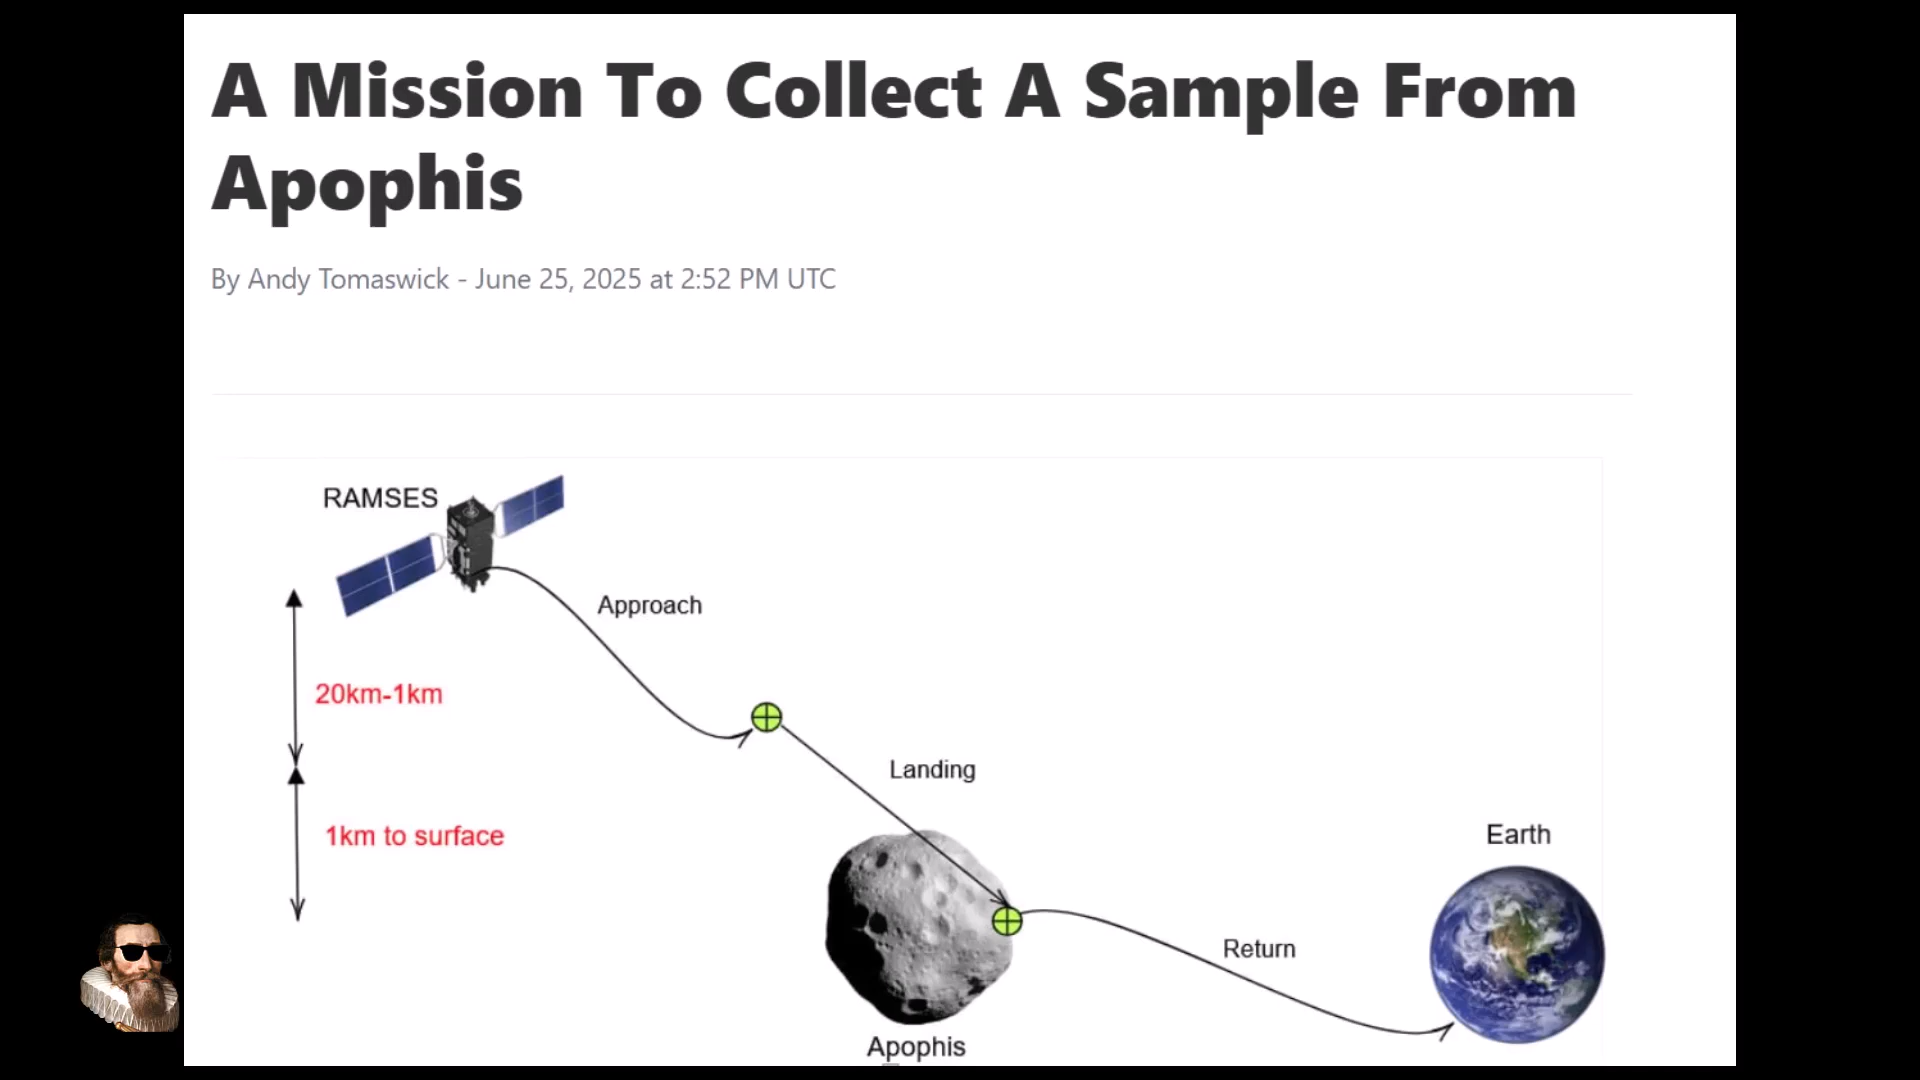 A Mission To Collect A Sample From
Apophis
By Andy Tomaswick - June 25, 2025 at 2:52 PM UTC
RAMSES
Approach
20km-1km
Landing
1km to surface
Earth
Return
Apophis